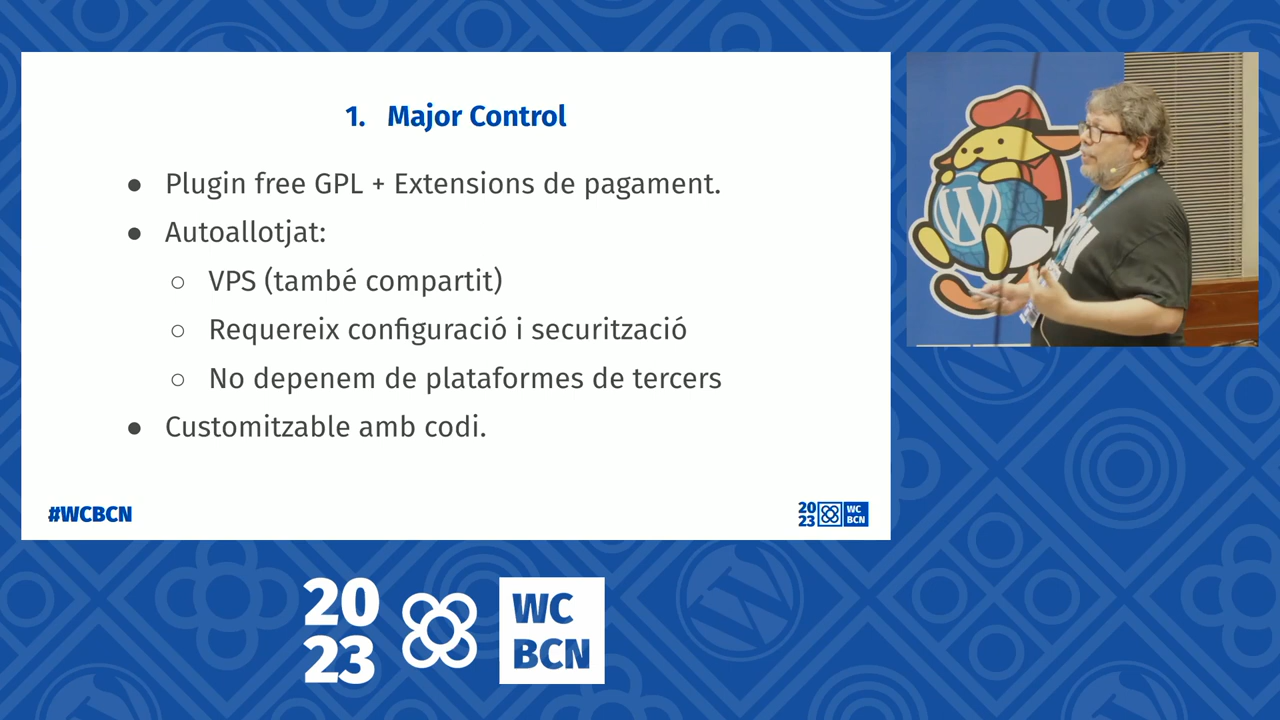 1. Major Control
● Plugin free GPL + Extensions de pagament.
● Autoallotjat:
○ VPS (també compartit)
○ Requereix configuració i securització
○ No depenem de plataformes de tercers
● Customitzable amb codi.
#WCBCN
20
23
WC
BCN
20
23
WC
BCN